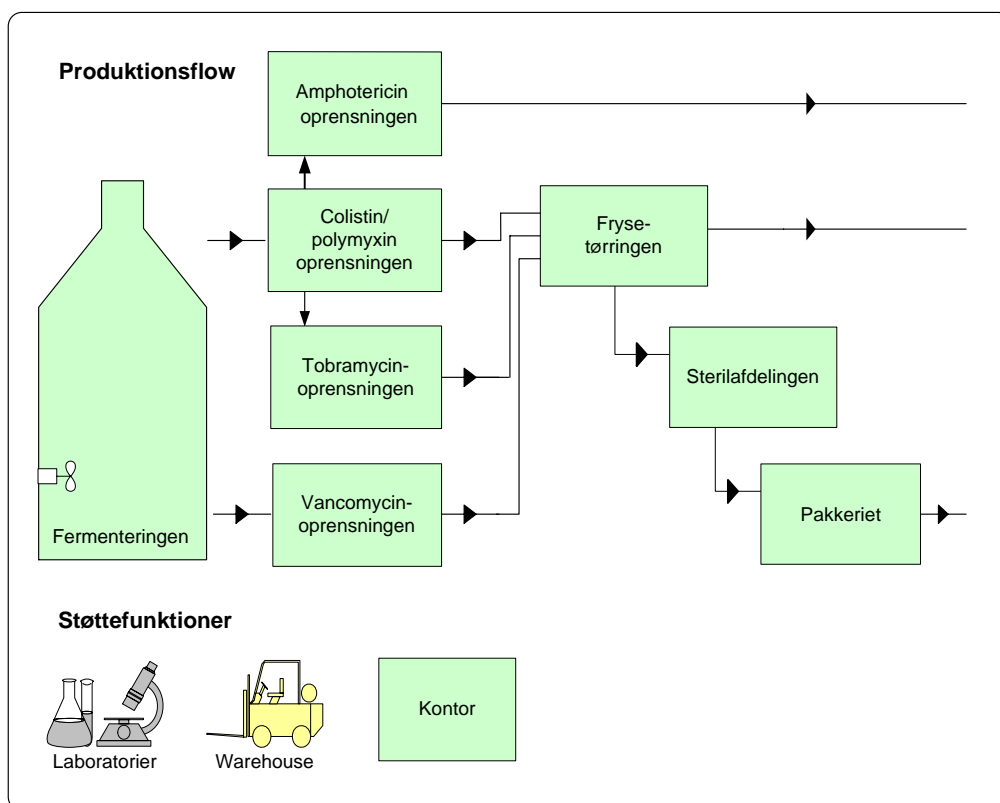 Produktionsflow
Amphotericin
oprensningen
Colistin/
polymyxin
oprensningen
Fryse-
tørringen
Tobramycin-
oprensningen
Sterilafdelingen
Vancomycin-
oprensningen
Pakkeriet
Fermenteringen
Støttefunktioner
Kontor
Laboratorier
Warehouse